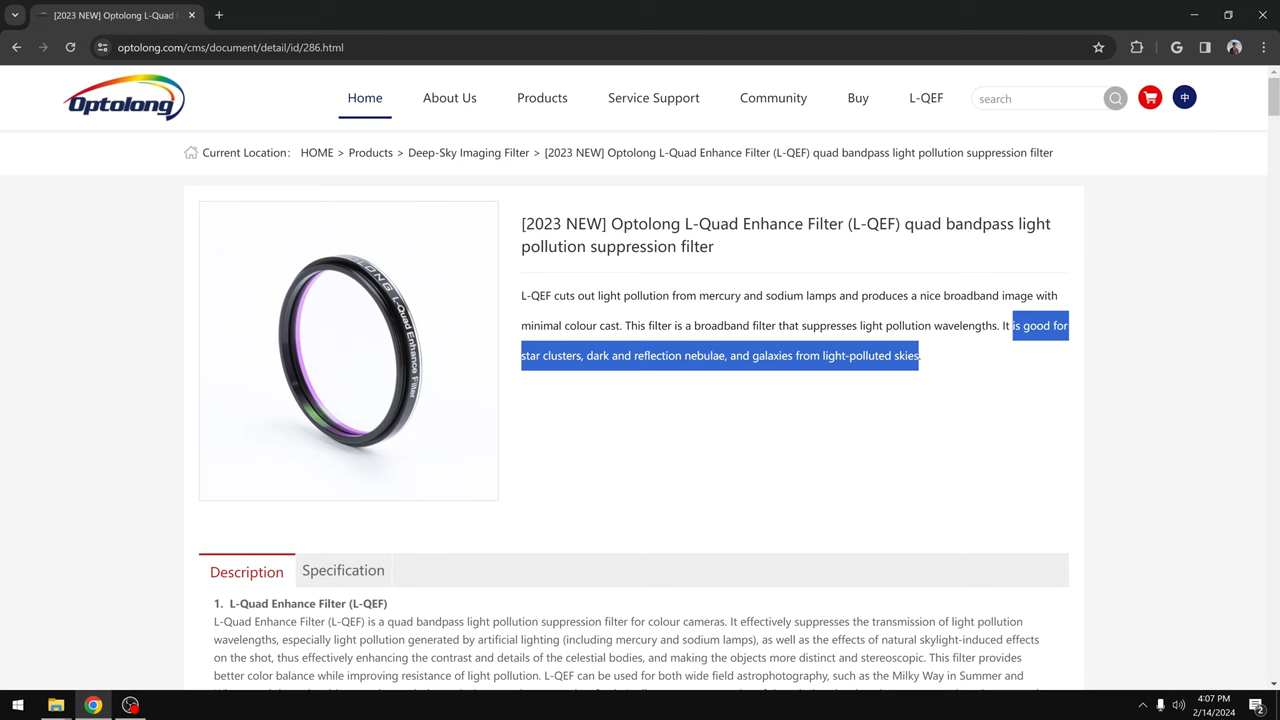 [2023 NEW] Optolong L-Quad
optolong.com/cms/document/detail/id/286.html
Optolong
Home
About Us
Products
Service Support
Community
Buy
L-QEF
search
中
Current Location: HOME > Products > Deep-Sky Imaging Filter > [2023 NEW] Optolong L-Quad Enhance Filter (L-QEF) quad bandpass light pollution suppression filter
LONG L-Quad Enhance Filter
[2023 NEW] Optolong L-Quad Enhance Filter (L-QEF) quad bandpass light
pollution suppression filter
L-QEF cuts out light pollution from mercury and sodium lamps and produces a nice broadband image with
minimal colour cast. This filter is a broadband filter that suppresses light pollution wavelengths. It is good for
star clusters, dark and reflection nebulae, and galaxies from light-polluted skies.
Description
Specification
1. L-Quad Enhance Filter (L-QEF)
L-Quad Enhance Filter (L-QEF) is a quad bandpass light pollution suppression filter for colour cameras. It effectively suppresses the transmission of light pollution
wavelengths, especially light pollution generated by artificial lighting (including mercury and sodium lamps), as well as the effects of natural skylight-induced effects
on the shot, thus effectively enhancing the contrast and details of the celestial bodies, and making the objects more distinct and stereoscopic. This filter provides
better color balance while improving resistance of light pollution. L-QEF can be used for both wide field astrophotography, such as the Milky Way in Summer and
4:07 PM
2/14/2024
2